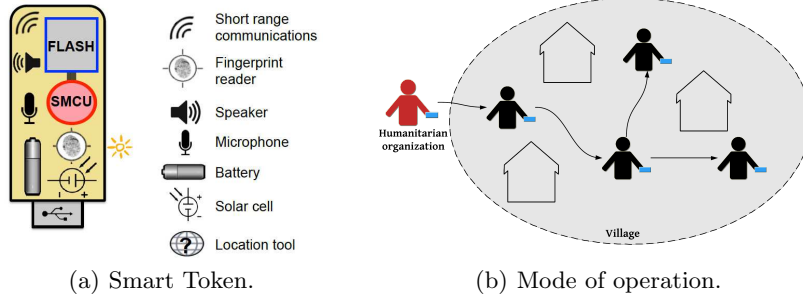 FLASH
SMCU
- +
Short range
communications
Fingerprint
reader
Speaker
Microphone
Battery
+
-
Solar cell
?
Location tool
(a) Smart Token.
Humanitarian
organization
Village
(b) Mode of operation.